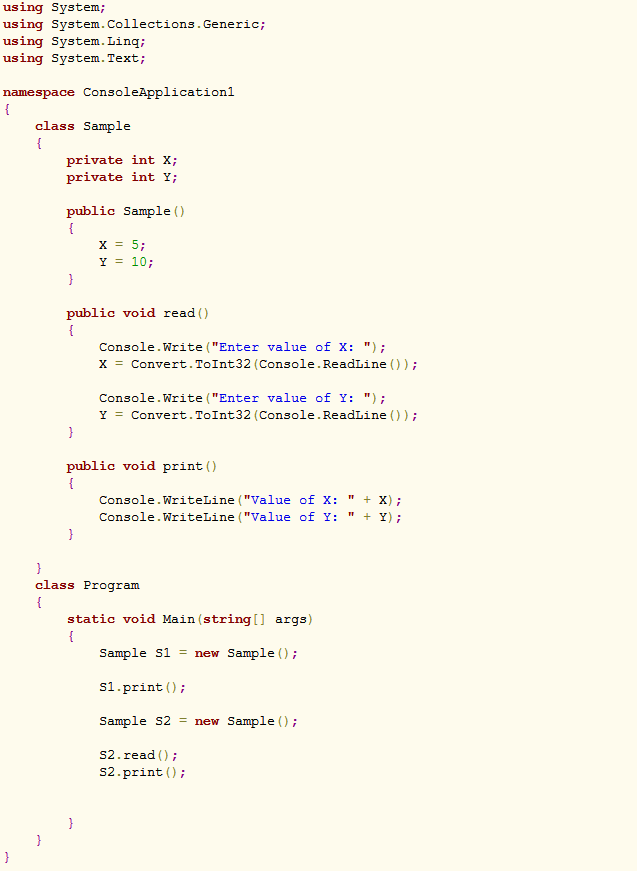 using System;
using System.Collections.Generic;
using System.Linq;
using System.Text;

namespace ConsoleApplication1
{
    class Sample
    {
        private int X;
        private int Y;

        public Sample()
        {
            X = 5;
            Y = 10;
        }

        public void read()
        {
            Console.Write("Enter value of X: ");
            X = Convert.ToInt32(Console.ReadLine());

            Console.Write("Enter value of Y: ");
            Y = Convert.ToInt32(Console.ReadLine());
        }

        public void print()
        {
            Console.WriteLine("Value of X: " + X);
            Console.WriteLine("Value of Y: " + Y);
        }

    }
    class Program
    {
        static void Main(string[] args)
        {
            Sample S1 = new Sample();

            S1.print();

            Sample S2 = new Sample();

            S2.read();
            S2.print();


        }
    }
}